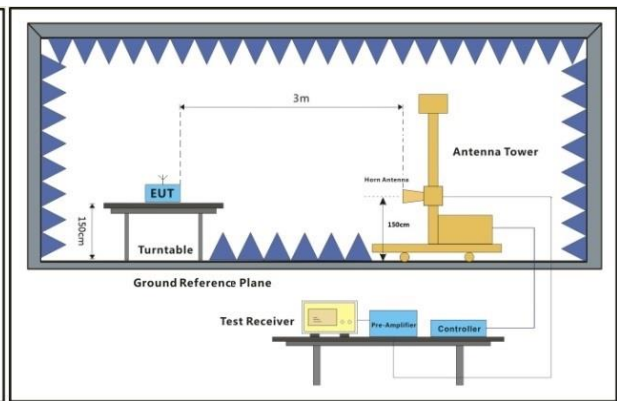 3m
Antenna Tower
Horn Antenna
EUT
150cm
150cm
Turntable
Ground Reference Plane
Test Receiver
Pre-Amplifier
Controller